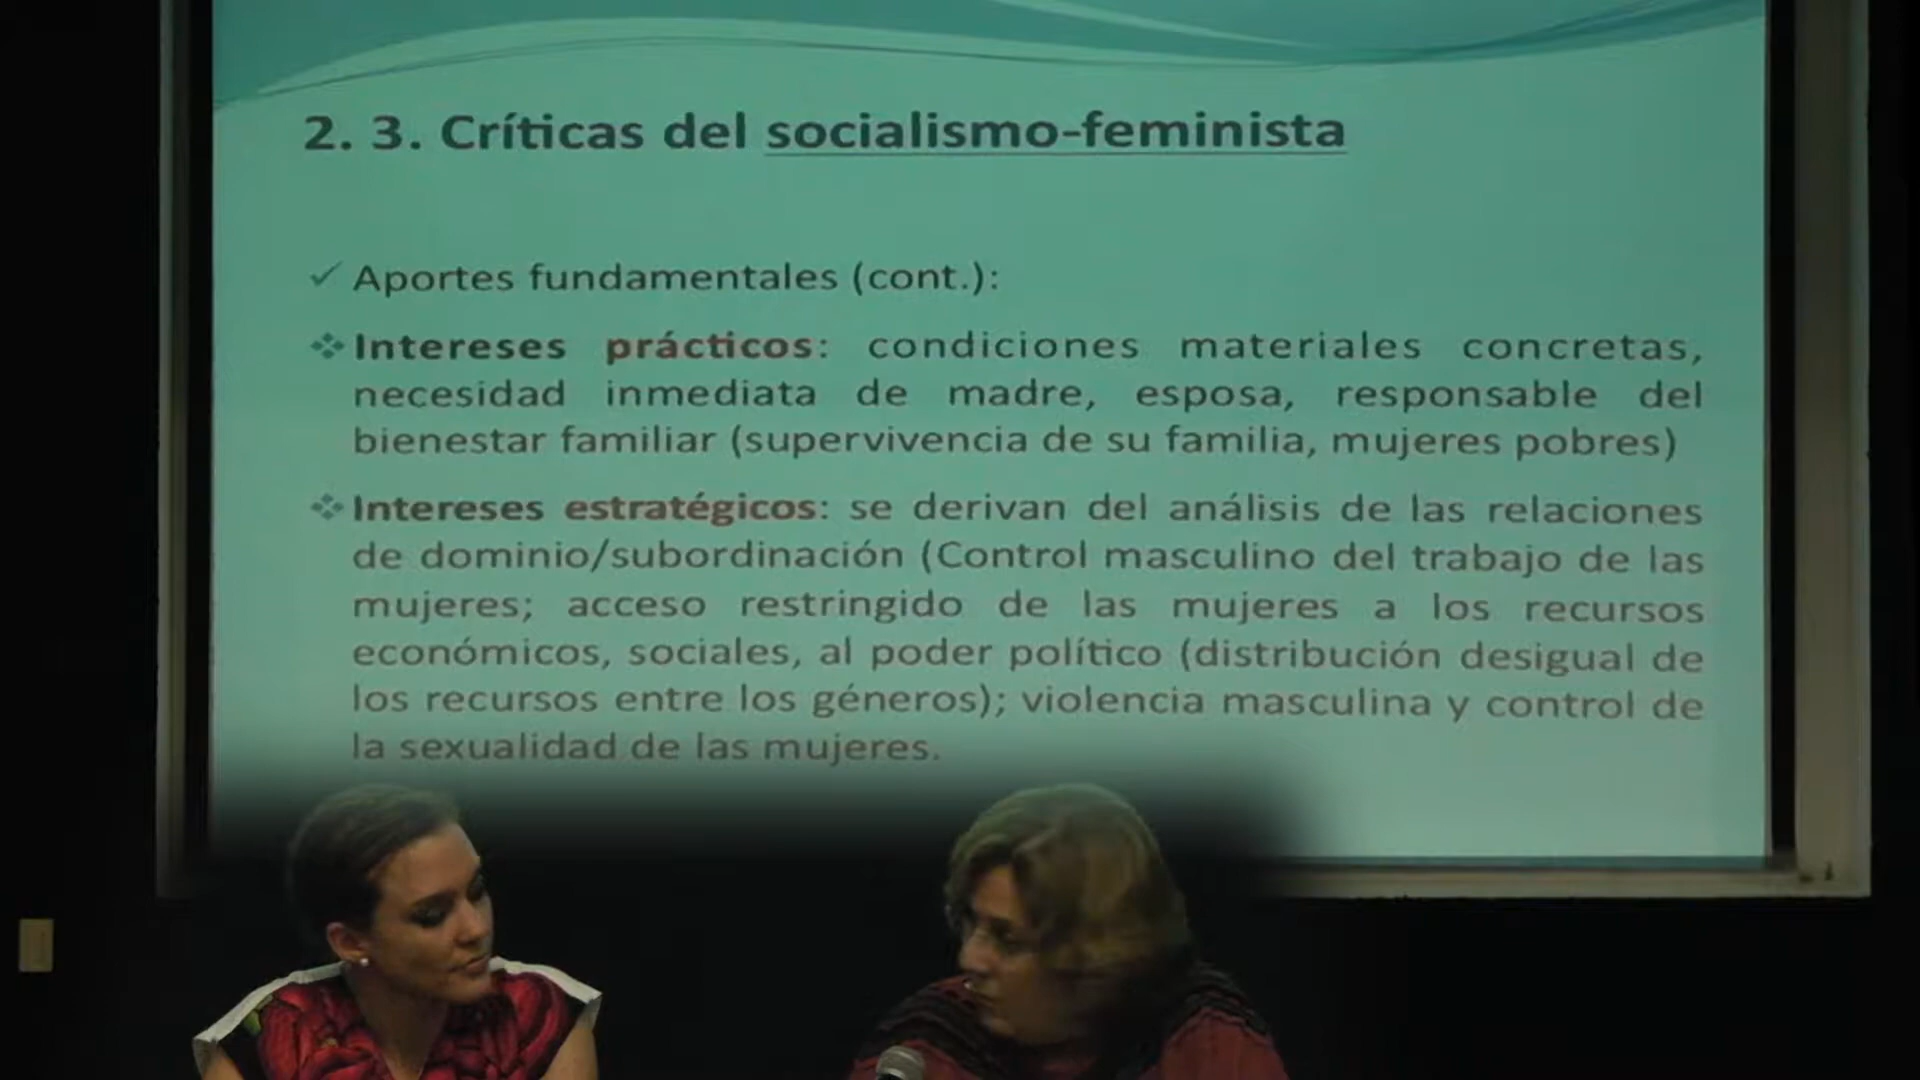 2. 3. Críticas del socialismo-feminista
✓ Aportes fundamentales (cont.):
❖ Intereses prácticos: condiciones materiales concretas,
necesidad inmediata de madre, esposa, responsable del
bienestar familiar (supervivencia de su familia, mujeres pobres)
❖ Intereses estratégicos: se derivan del análisis de las relaciones
de dominio/subordinación (Control masculino del trabajo de las
mujeres; acceso restringido de las mujeres a los recursos
económicos, sociales, al poder político (distribución desigual de
los recursos entre los géneros); violencia masculina y control de
la sexualidad de las mujeres.